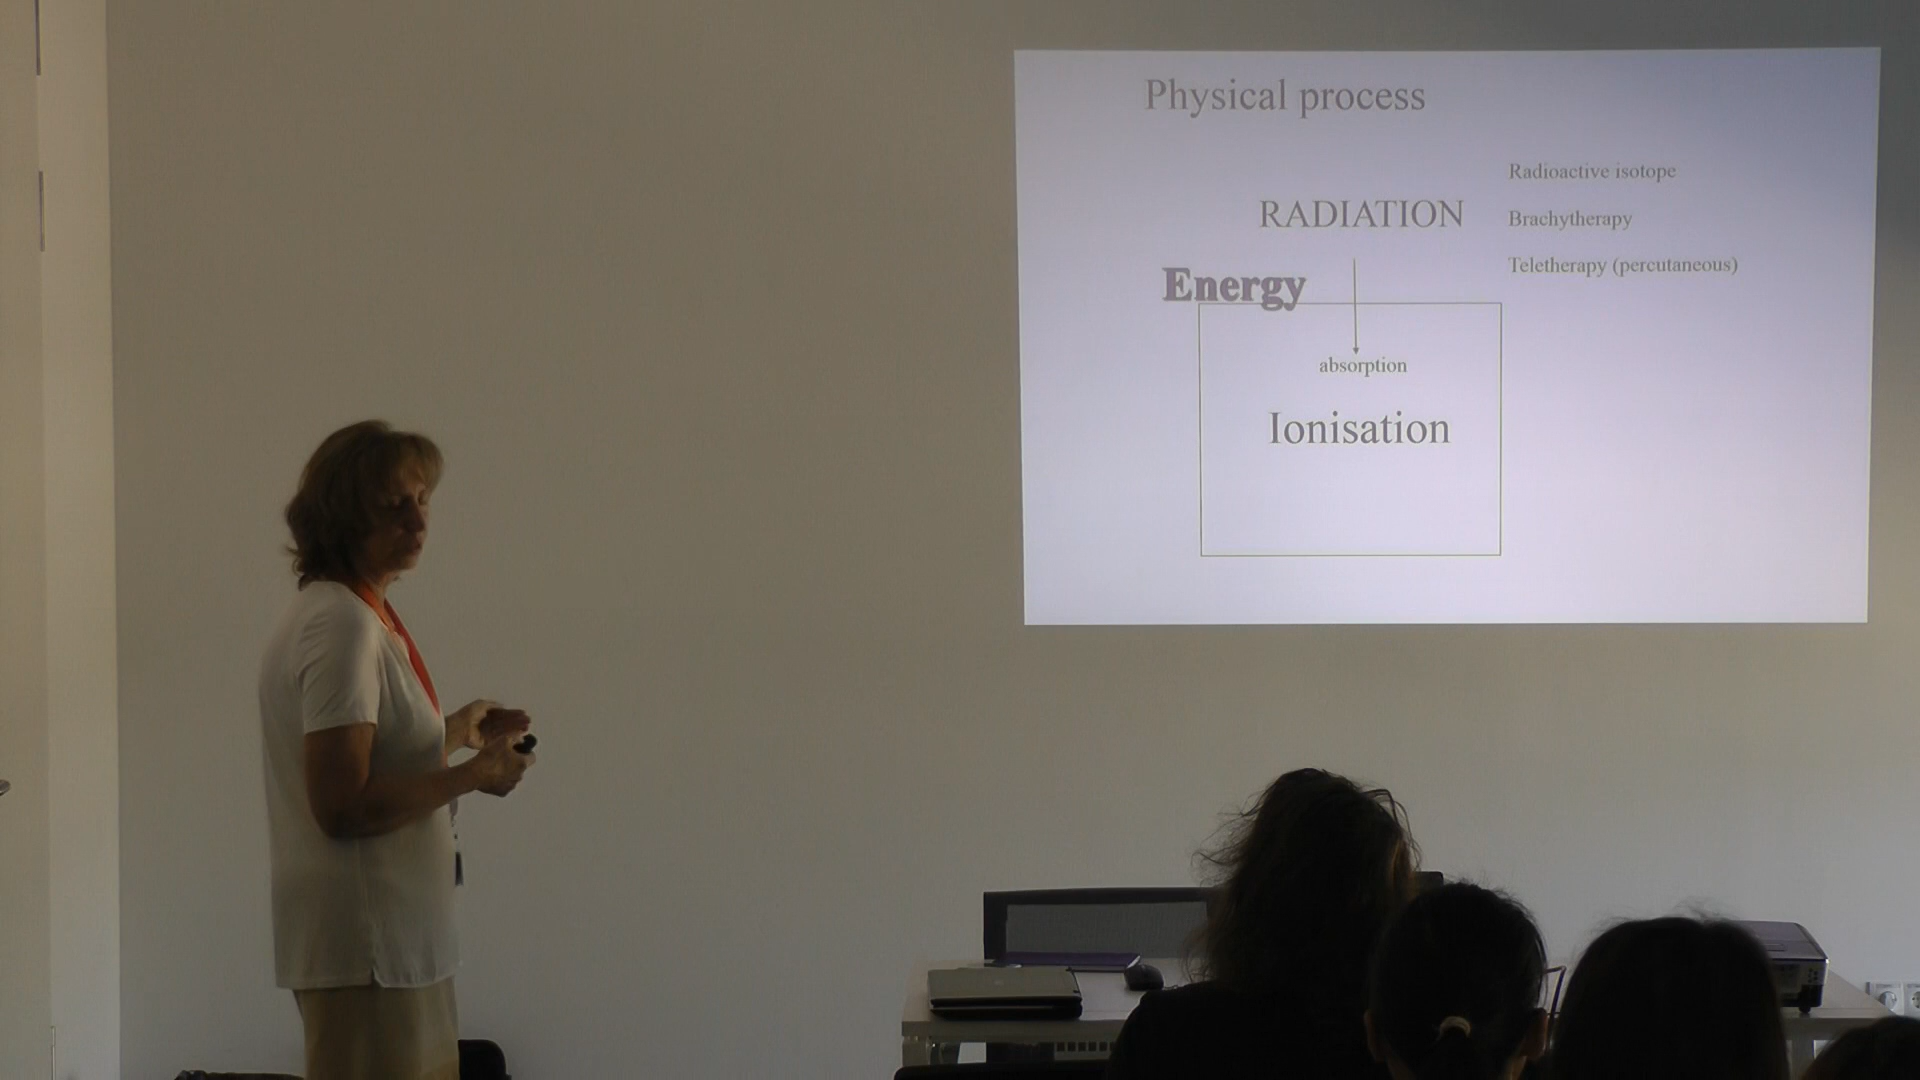 Physical process
Radioactive isotope
RADIATION
Brachytherapy
Teletherapy (percutaneous)
Energy
absorption
Ionisation